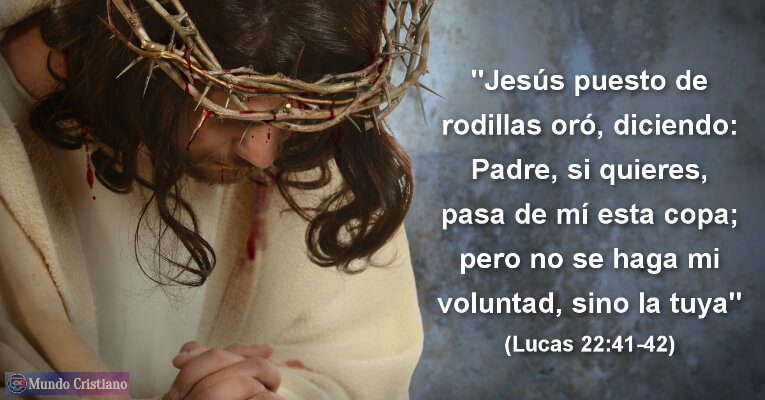 "Jesús puesto de
rodillas oró, diciendo:
Padre, si quieres,
pasa de mí esta copa;
pero no se haga mi
voluntad, sino la tuya"
(Lucas 22:41-42)
Mundo Cristiano